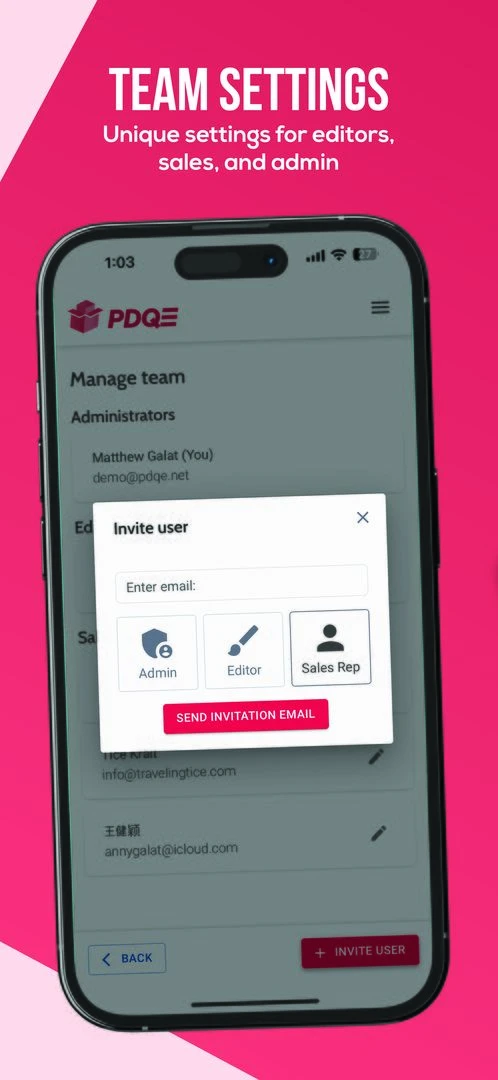 TEAM SETTINGS
Unique settings for editors,
sales, and admin
1:03
27
PDQE
Manage team
Administrators
Matthew Galat (You)
demo@pdqe.net
Ed
Invite user
Enter email:
Sa
Admin
Editor
Sales Rep
SEND INVITATION EMAIL
Tice Krait
info@travelingtice.com
王健颖
annygalat@icloud.com
BACK
+ INVITE USER